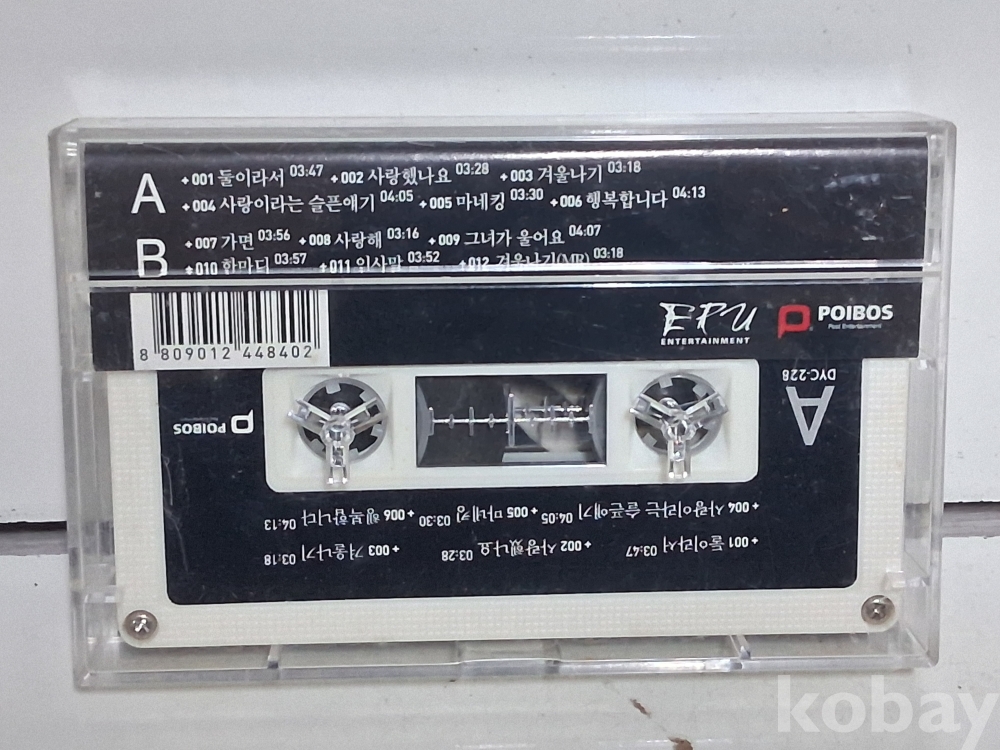 A
+001 둘이라서 03:47 +002 사랑했나요 03:28 +003 겨울나기 03:18
+004 사랑이라는 슬픈얘기 04:05 +005 마네킹 03:30 +006 행복합니다 04:13
B
+007 가면 03:56 +008 사랑해 03:16 +009 그녀가 울어요 04:07
+010 한마디 03:57 +011 인사말 03:52 +012 겨울나기(MR) 03:18
8 809012 448402
EPU
ENTERTAINMENT
POIBOS
Post Entertainment
A
DYC-228
POIBOS
+001 둘이라서 03:47 +002 사랑했나요 03:28 +003 겨울나기 03:18
+004 사랑이라는 슬픈얘기 04:05 +005 마네킹 03:30 +006 행복합니다 04:13
kobay